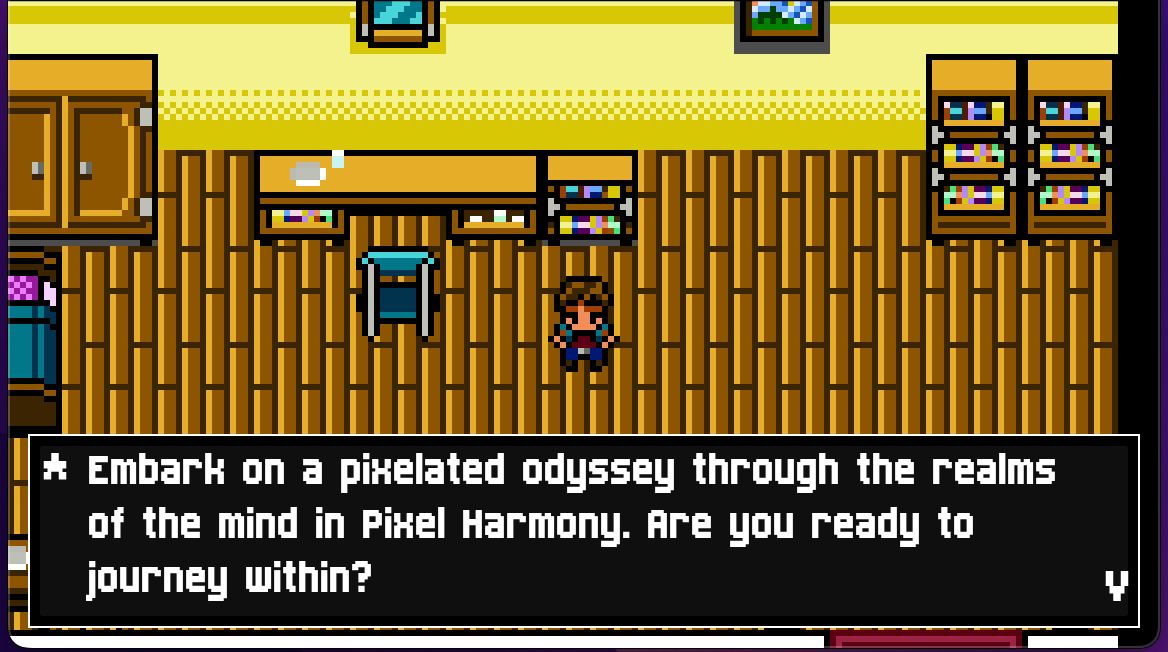 * Embark on a pixelated odyssey through the realms
of the mind in Pixel Harmony. Are you ready to
journey within?